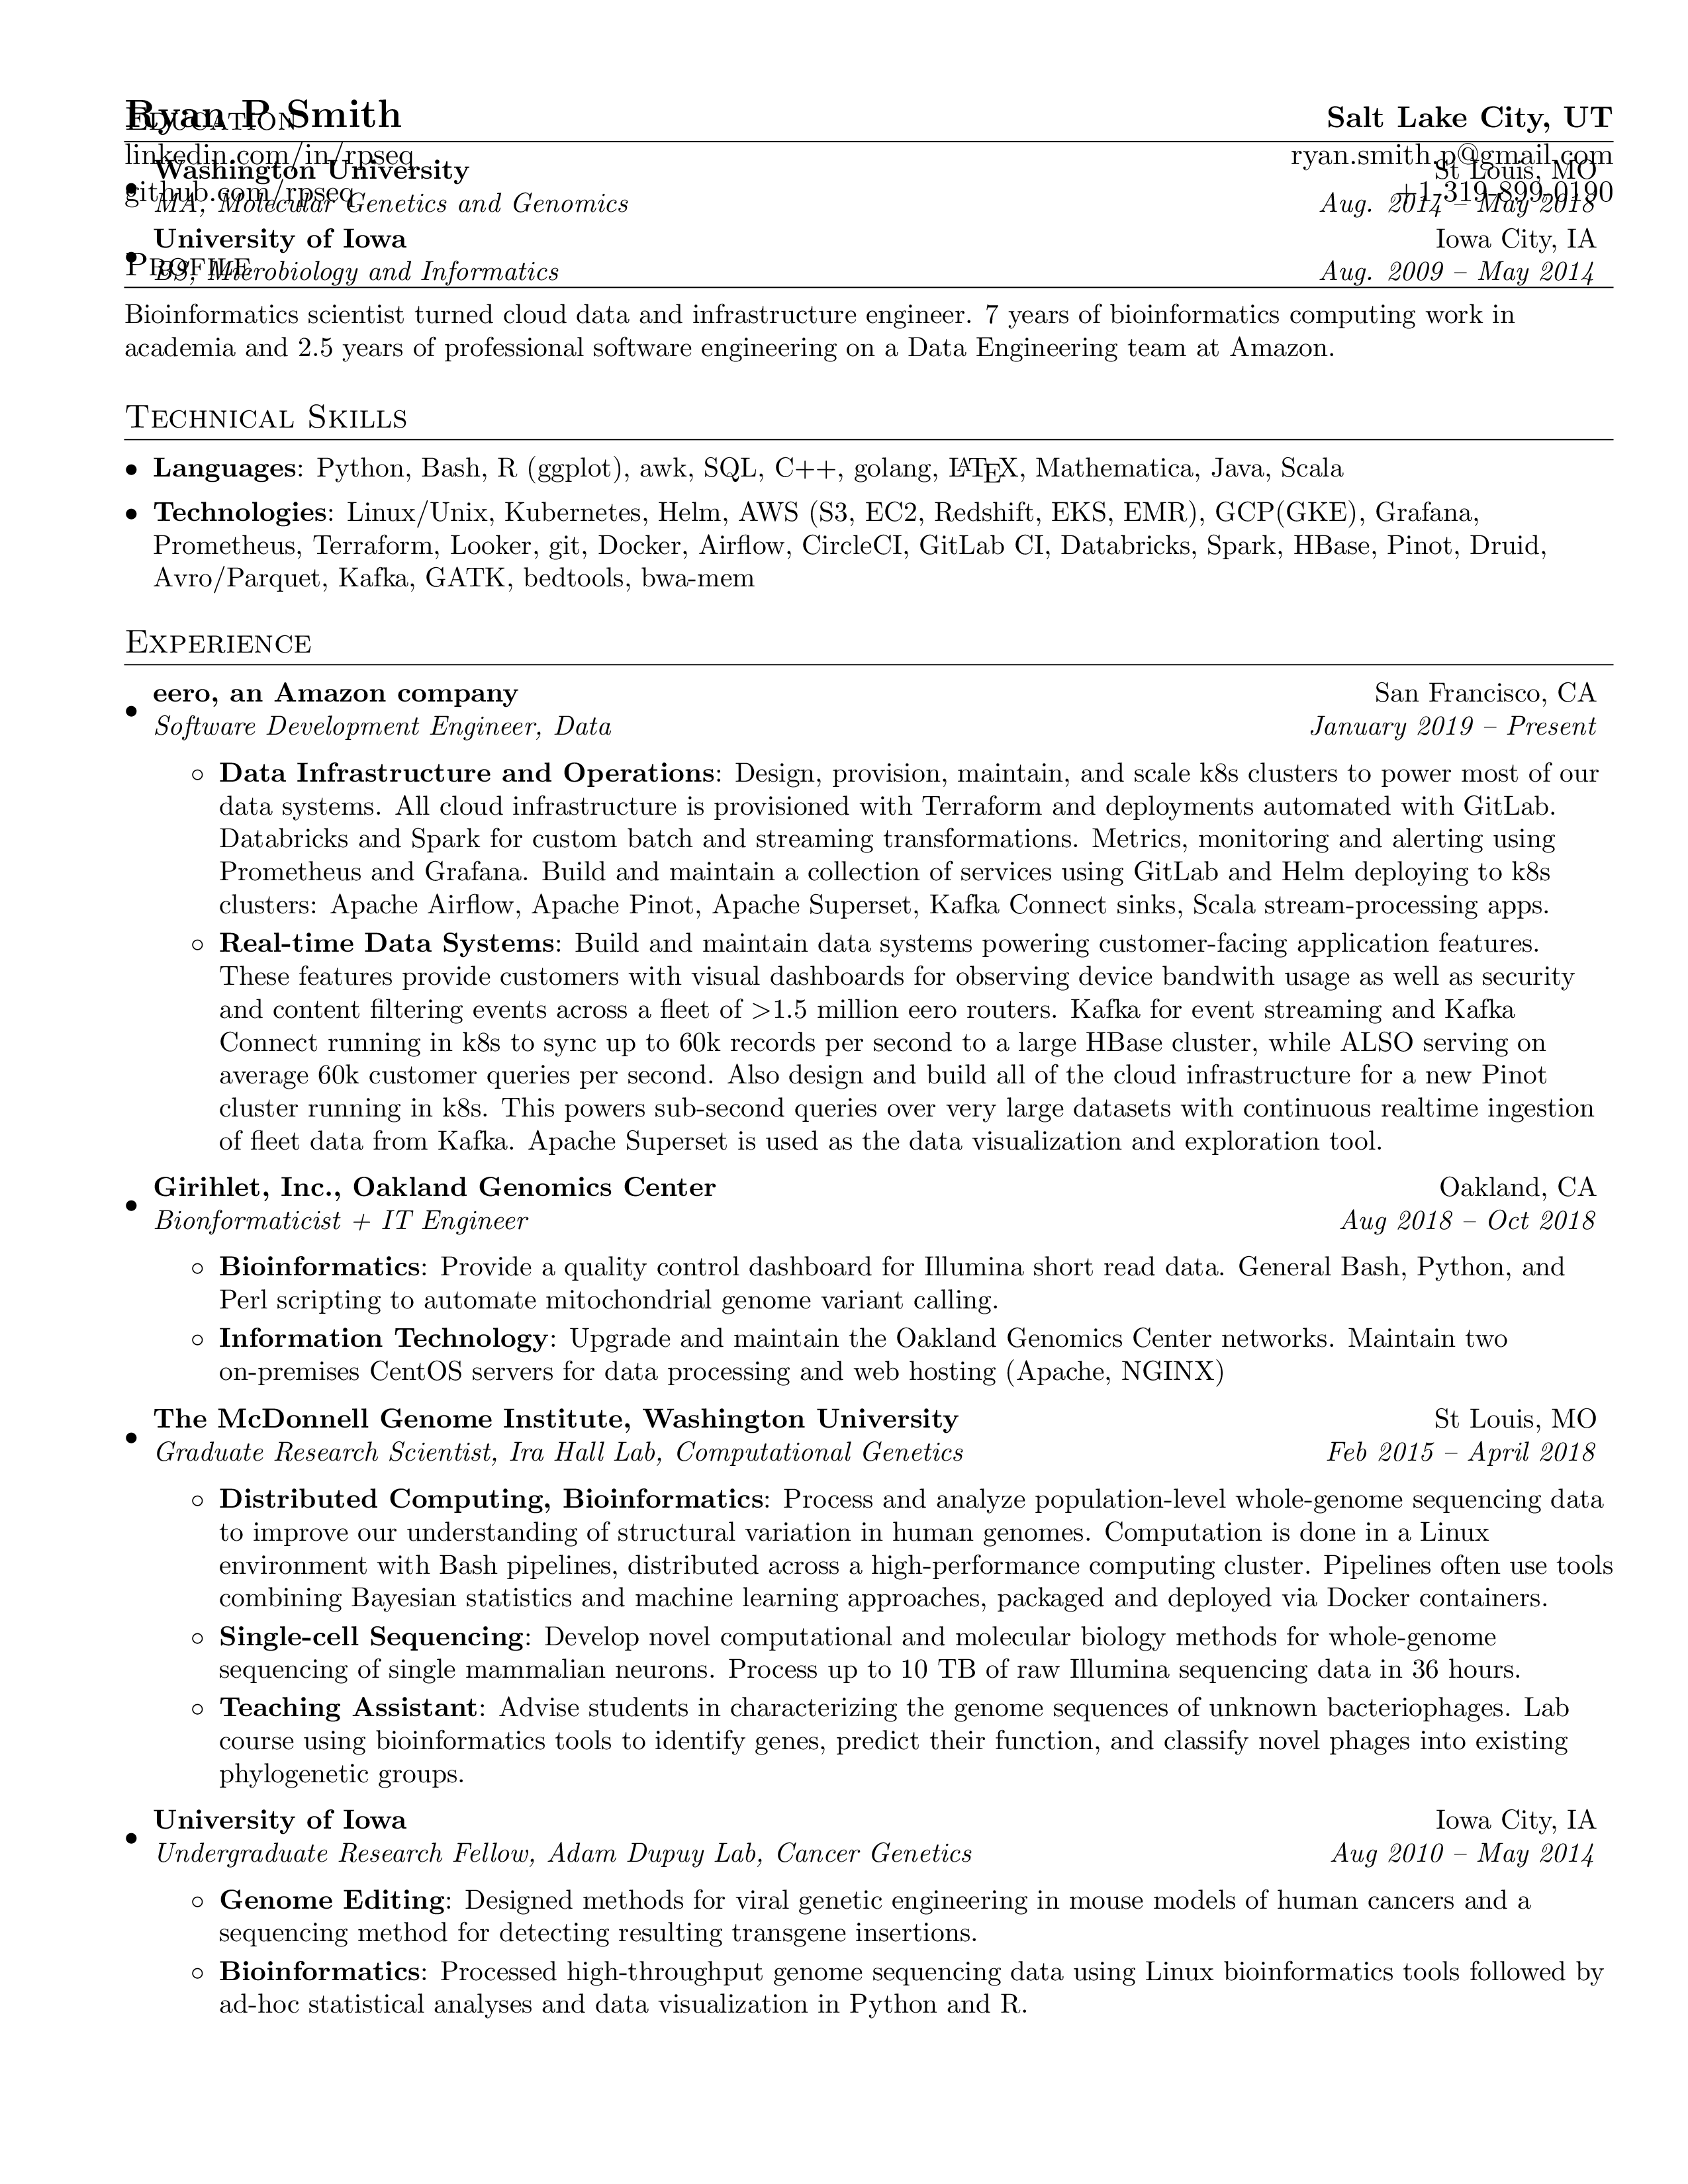 Ryan P Smith
Salt Lake City, UT
linkedin.com/in/rpseq
ryan.smith.p@gmail.com
github.com/rpseq
+1-319-899-0190
Education
Washington University
St Louis, MO
MA, Molecular Genetics and Genomics
Aug. 2014 – May 2018
University of Iowa
Iowa City, IA
BS, Microbiology and Informatics
Aug. 2009 – May 2014
Profile
Bioinformatics scientist turned cloud data and infrastructure engineer. 7 years of bioinformatics computing work in
academia and 2.5 years of professional software engineering on a Data Engineering team at Amazon.
Technical Skills
• Languages: Python, Bash, R (ggplot), awk, SQL, C++, golang, LATEX, Mathematica, Java, Scala
• Technologies: Linux/Unix, Kubernetes, Helm, AWS (S3, EC2, Redshift, EKS, EMR), GCP(GKE), Grafana,
Prometheus, Terraform, Looker, git, Docker, Airflow, CircleCI, GitLab CI, Databricks, Spark, HBase, Pinot, Druid,
Avro/Parquet, Kafka, GATK, bedtools, bwa-mem
Experience
• eero, an Amazon company San Francisco, CA
Software Development Engineer, Data January 2019 – Present
◦ Data Infrastructure and Operations: Design, provision, maintain, and scale k8s clusters to power most of our
data systems. All cloud infrastructure is provisioned with Terraform and deployments automated with GitLab.
Databricks and Spark for custom batch and streaming transformations. Metrics, monitoring and alerting using
Prometheus and Grafana. Build and maintain a collection of services using GitLab and Helm deploying to k8s
clusters: Apache Airflow, Apache Pinot, Apache Superset, Kafka Connect sinks, Scala stream-processing apps.
◦ Real-time Data Systems: Build and maintain data systems powering customer-facing application features.
These features provide customers with visual dashboards for observing device bandwith usage as well as security
and content filtering events across a fleet of >1.5 million eero routers. Kafka for event streaming and Kafka
Connect running in k8s to sync up to 60k records per second to a large HBase cluster, while ALSO serving on
average 60k customer queries per second. Also design and build all of the cloud infrastructure for a new Pinot
cluster running in k8s. This powers sub-second queries over very large datasets with continuous realtime ingestion
of fleet data from Kafka. Apache Superset is used as the data visualization and exploration tool.
• Girihlet, Inc., Oakland Genomics Center Oakland, CA
Bionformaticist + IT Engineer Aug 2018 – Oct 2018
◦ Bioinformatics: Provide a quality control dashboard for Illumina short read data. General Bash, Python, and
Perl scripting to automate mitochondrial genome variant calling.
◦ Information Technology: Upgrade and maintain the Oakland Genomics Center networks. Maintain two
on-premises CentOS servers for data processing and web hosting (Apache, NGINX)
• The McDonnell Genome Institute, Washington University St Louis, MO
Graduate Research Scientist, Ira Hall Lab, Computational Genetics Feb 2015 – April 2018
◦ Distributed Computing, Bioinformatics: Process and analyze population-level whole-genome sequencing data
to improve our understanding of structural variation in human genomes. Computation is done in a Linux
environment with Bash pipelines, distributed across a high-performance computing cluster. Pipelines often use tools
combining Bayesian statistics and machine learning approaches, packaged and deployed via Docker containers.
◦ Single-cell Sequencing: Develop novel computational and molecular biology methods for whole-genome
sequencing of single mammalian neurons. Process up to 10 TB of raw Illumina sequencing data in 36 hours.
◦ Teaching Assistant: Advise students in characterizing the genome sequences of unknown bacteriophages. Lab
course using bioinformatics tools to identify genes, predict their function, and classify novel phages into existing
phylogenetic groups.
• University of Iowa Iowa City, IA
Undergraduate Research Fellow, Adam Dupuy Lab, Cancer Genetics Aug 2010 – May 2014
◦ Genome Editing: Designed methods for viral genetic engineering in mouse models of human cancers and a
sequencing method for detecting resulting transgene insertions.
◦ Bioinformatics: Processed high-throughput genome sequencing data using Linux bioinformatics tools followed by
ad-hoc statistical analyses and data visualization in Python and R.